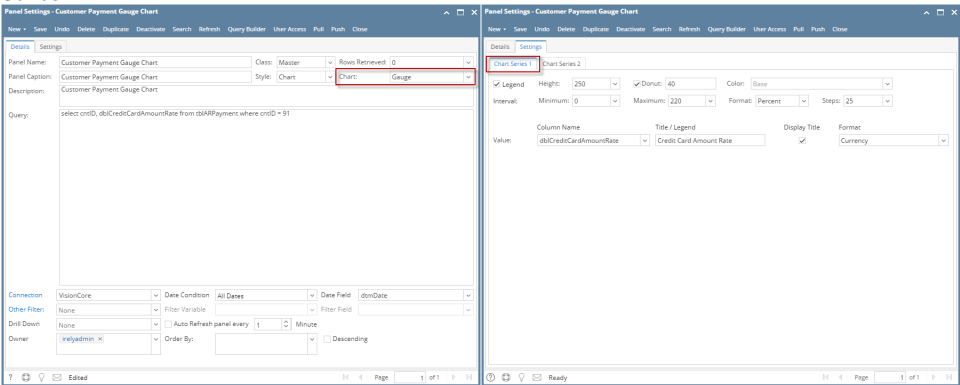 Panel Settings - Customer Payment Gauge Chart
New Save Undo Delete Duplicate Deactivate Search Refresh Query Builder User Access Pull Push Close
Details Settings
Panel Name: Customer Payment Gauge Chart Class: Master Rows Retrieved: 0
Panel Caption: Customer Payment Gauge Chart Style: Chart Chart: Gauge
Description: Customer Payment Gauge Chart
Query: select cntID, dblCreditCardAmountRate from tblARPayment where cntID = 91
Connection VisionCore Date Condition All Dates Date Field dtmDate
Other Filter: None Filter Variable Filter Field
Drill Down None Auto Refresh panel every 1 Minute
Owner irelyadmin × Order By: Descending
? Edited Page 1 of 1
Panel Settings - Customer Payment Gauge Chart
New Save Undo Delete Duplicate Deactivate Search Refresh Query Builder User Access Pull Push Close
Details Settings
Chart Series 1 Chart Series 2
Legend Height: 250 Donut: 40 Color: Base
Interval: Minimum: 0 Maximum: 220 Format: Percent Steps: 25
Column Name Title / Legend Display Title Format
Value: dblCreditCardAmountRate Credit Card Amount Rate Currency
? Ready Page 1 of 1